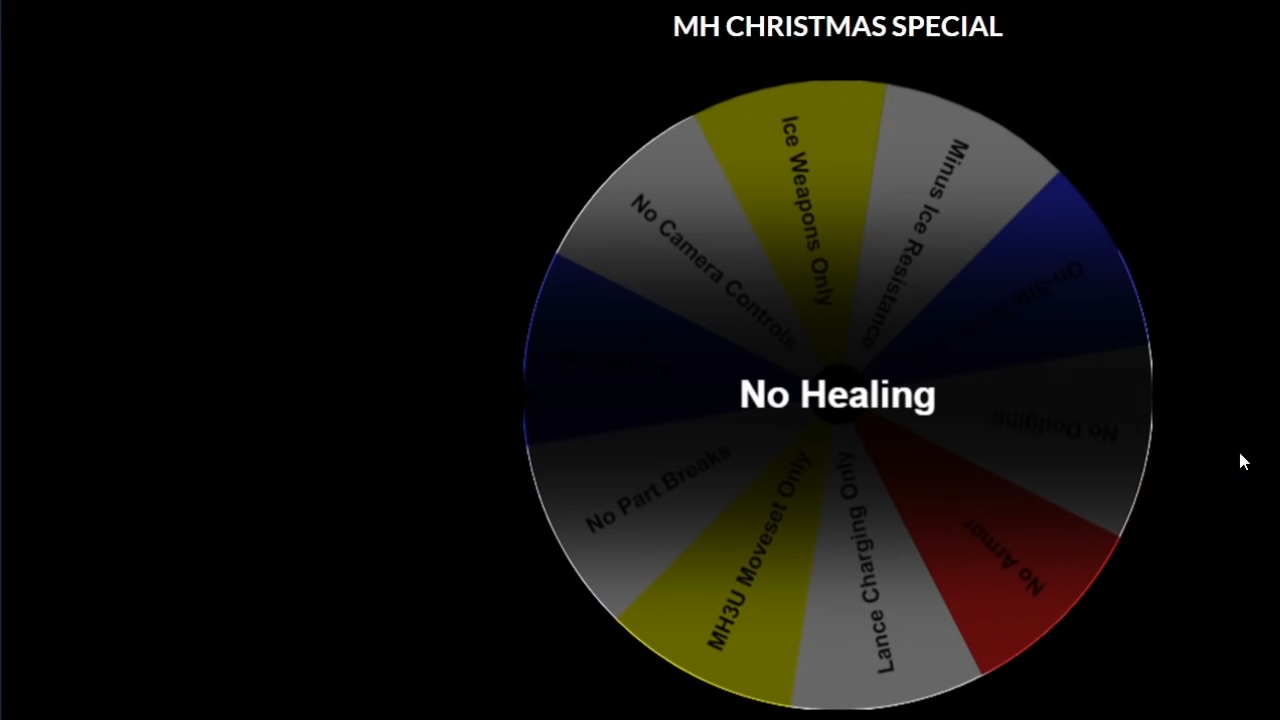 MH CHRISTMAS SPECIAL
Ice Weapons Only
Minus Ice Resistance
No Camera Controls
No Healing
No Dodging
No Part Breaks
MH3U Moveset Only
Lance Charging Only
No Armor